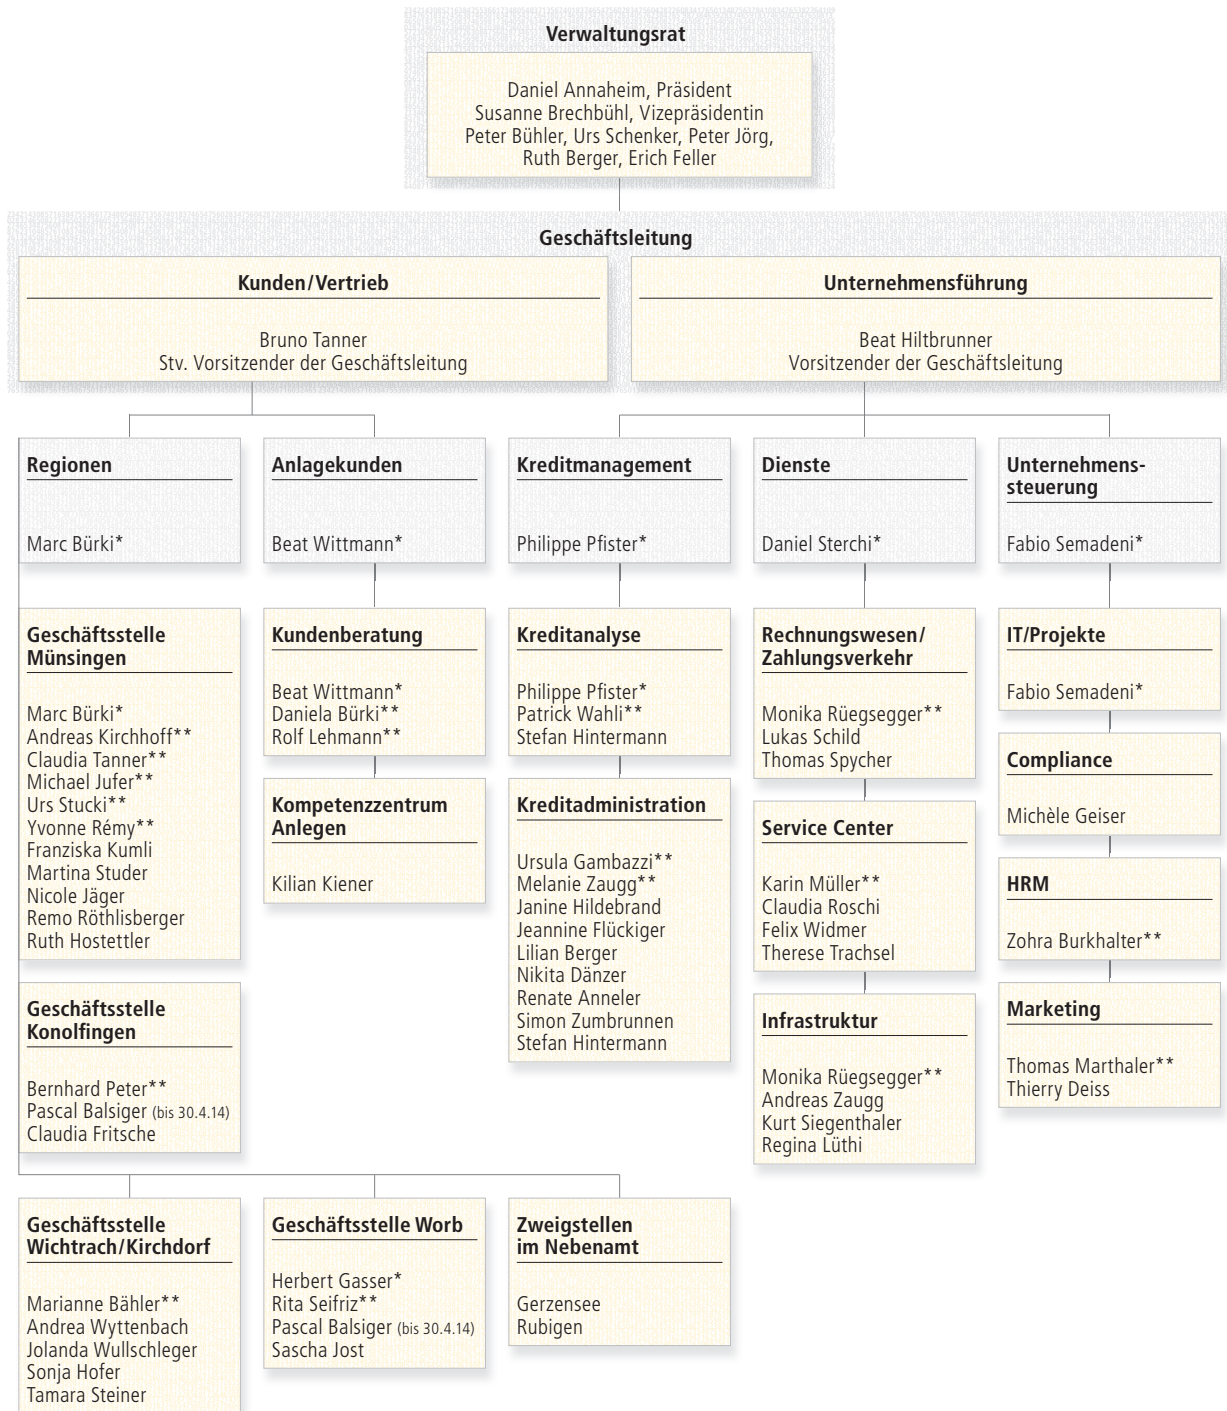 Verwaltungsrat
Daniel Annaheim, Präsident
Susanne Brechbühl, Vizepräsidentin
Peter Bühler, Urs Schenker, Peter Jörg,
Ruth Berger, Erich Feller
Geschäftsleitung
Kunden/Vertrieb
Bruno Tanner
Stv. Vorsitzender der Geschäftsleitung
Unternehmensführung
Beat Hiltbrunner
Vorsitzender der Geschäftsleitung
Regionen
Marc Bürki*
Anlagekunden
Beat Wittmann*
Kreditmanagement
Philippe Pfister*
Dienste
Daniel Sterchi*
Unternehmens-
steuerung
Fabio Semadeni*
Geschäftsstelle
Münsingen
Marc Bürki*
Andreas Kirchhoff**
Claudia Tanner**
Michael Jufer**
Urs Stucki**
Yvonne Rémy**
Franziska Kumli
Martina Studer
Nicole Jäger
Remo Röthlisberger
Ruth Hostettler
Geschäftsstelle
Konolfingen
Bernhard Peter**
Pascal Balsiger (bis 30.4.14)
Claudia Fritsche
Kundenberatung
Beat Wittmann*
Daniela Bürki**
Rolf Lehmann**
Kompetenzzentrum
Anlegen
Kilian Kiener
Kreditanalyse
Philippe Pfister*
Patrick Wahli**
Stefan Hintermann
Kreditadministration
Ursula Gambazzi**
Melanie Zaugg**
Janine Hildebrand
Jeannine Flückiger
Lilian Berger
Nikita Dänzer
Renate Anneler
Simon Zumbrunnen
Stefan Hintermann
Rechnungswesen/
Zahlungsverkehr
Monika Rüegsegger**
Lukas Schild
Thomas Spycher
Service Center
Karin Müller**
Claudia Roschi
Felix Widmer
Therese Trachsel
Infrastruktur
Monika Rüegsegger**
Andreas Zaugg
Kurt Siegenthaler
Regina Lüthi
IT/Projekte
Fabio Semadeni*
Compliance
Michèle Geiser
HRM
Zohra Burkhalter**
Marketing
Thomas Marthaler**
Thierry Deiss
Geschäftsstelle
Wichtrach/Kirchdorf
Marianne Bähler**
Andrea Wyttenbach
Jolanda Wullschleger
Sonja Hofer
Tamara Steiner
Geschäftsstelle Worb
Herbert Gasser*
Rita Seifriz**
Pascal Balsiger (bis 30.4.14)
Sascha Jost
Zweigstellen
im Nebenamt
Gerzensee
Rubigen